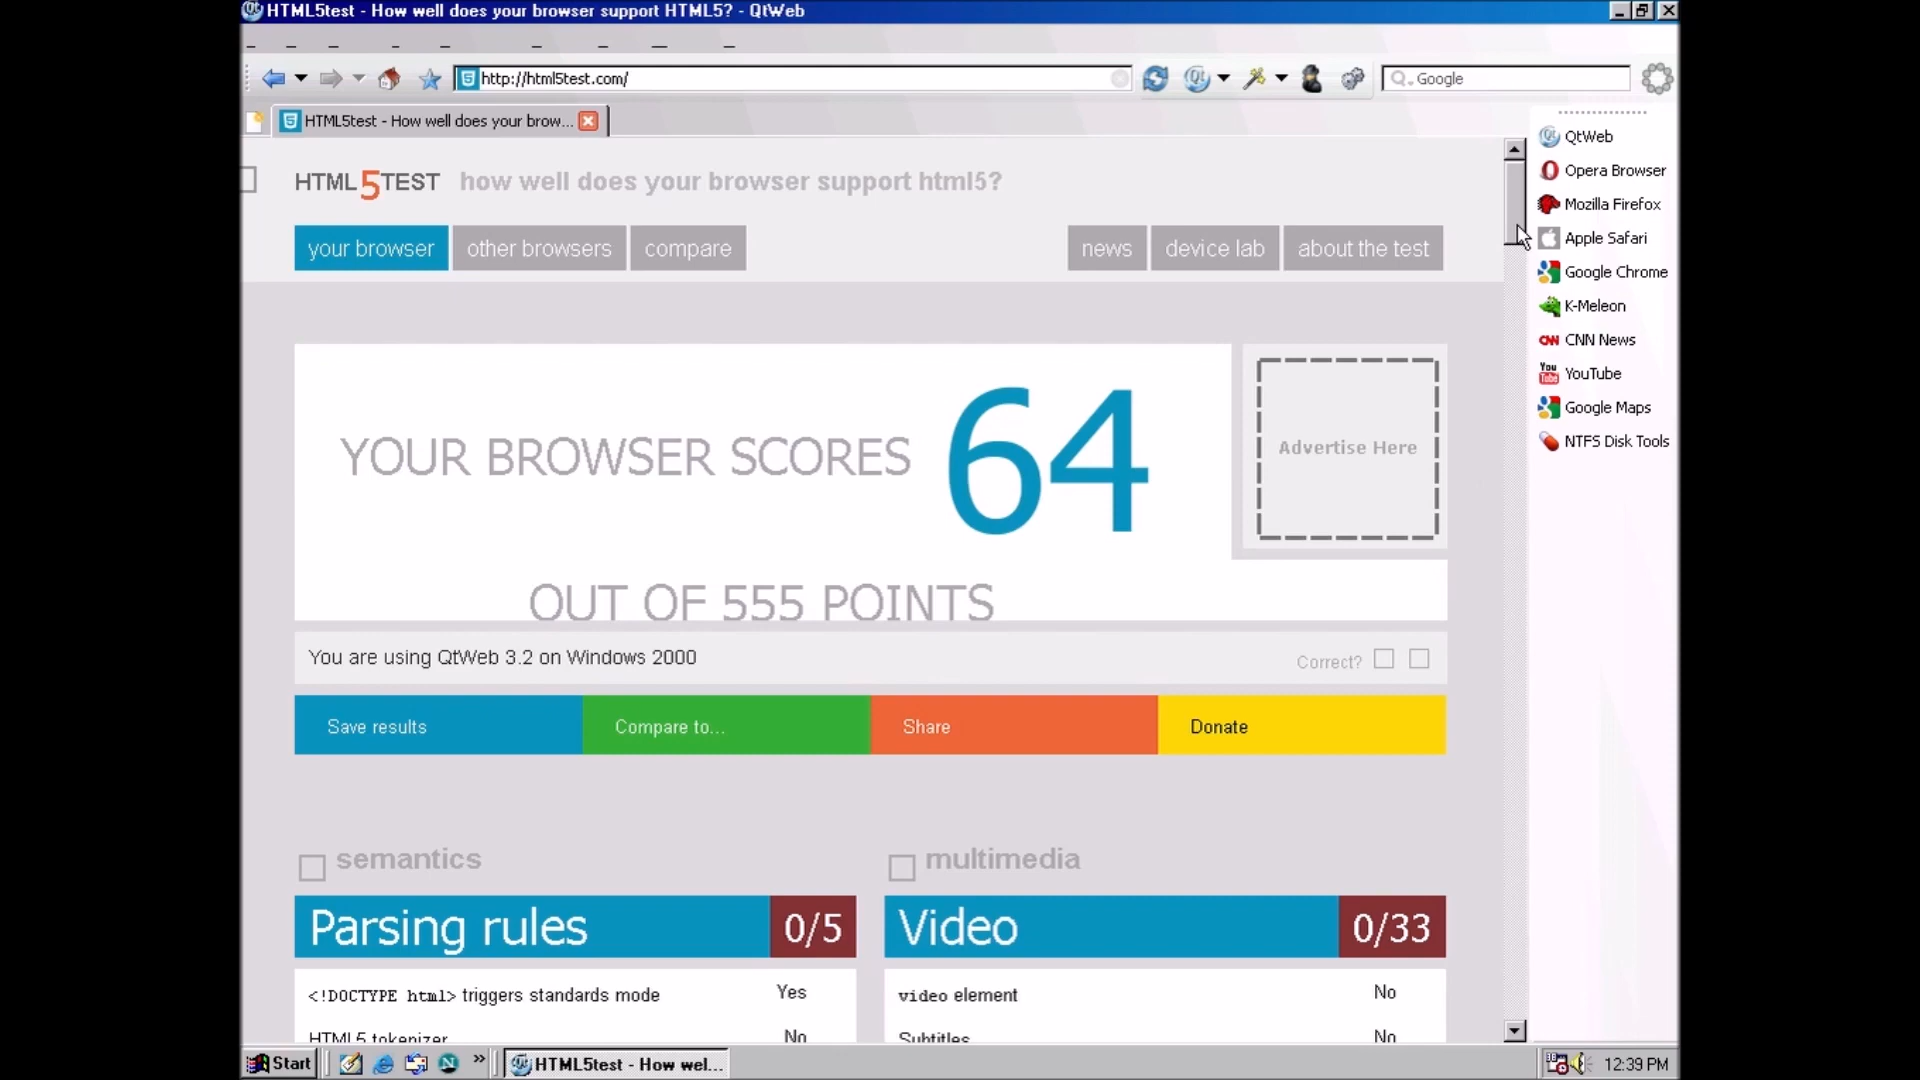 HTML5test - How well does your browser support HTML5? - QtWeb
http://html5test.com/
Google
HTML5test - How well does your brow...
HTML5TEST how well does your browser support html5?
your browser other browsers compare news device lab about the test
YOUR BROWSER SCORES 64
OUT OF 555 POINTS
Advertise Here
You are using QtWeb 3.2 on Windows 2000 Correct?
Save results Compare to... Share Donate
semantics
Parsing rules 0/5
<!DOCTYPE html> triggers standards mode Yes
HTML5 tokenizer No
multimedia
Video 0/33
video element No
Subtitles No
QtWeb
Opera Browser
Mozilla Firefox
Apple Safari
Google Chrome
K-Meleon
CNN News
YouTube
Google Maps
NTFS Disk Tools
Start HTML5test - How wel... 12:39 PM